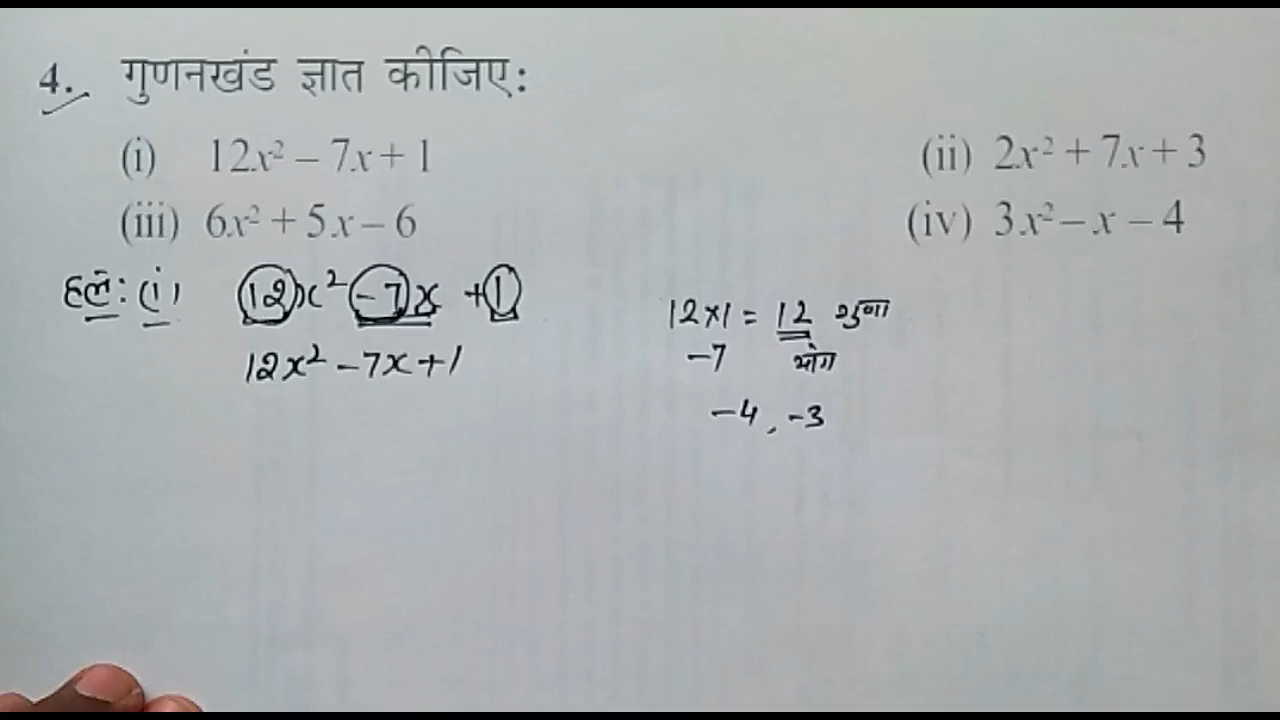 4. गुणनखंड ज्ञात कीजिए:
(i) 12x² – 7x + 1 (ii) 2x² + 7x + 3
(iii) 6x² + 5x – 6 (iv) 3x² – x – 4
हल: (i) 12x² -7x +1
12x² -7x+1
12×1 = 12 गुणा
-7 योग
-4, -3